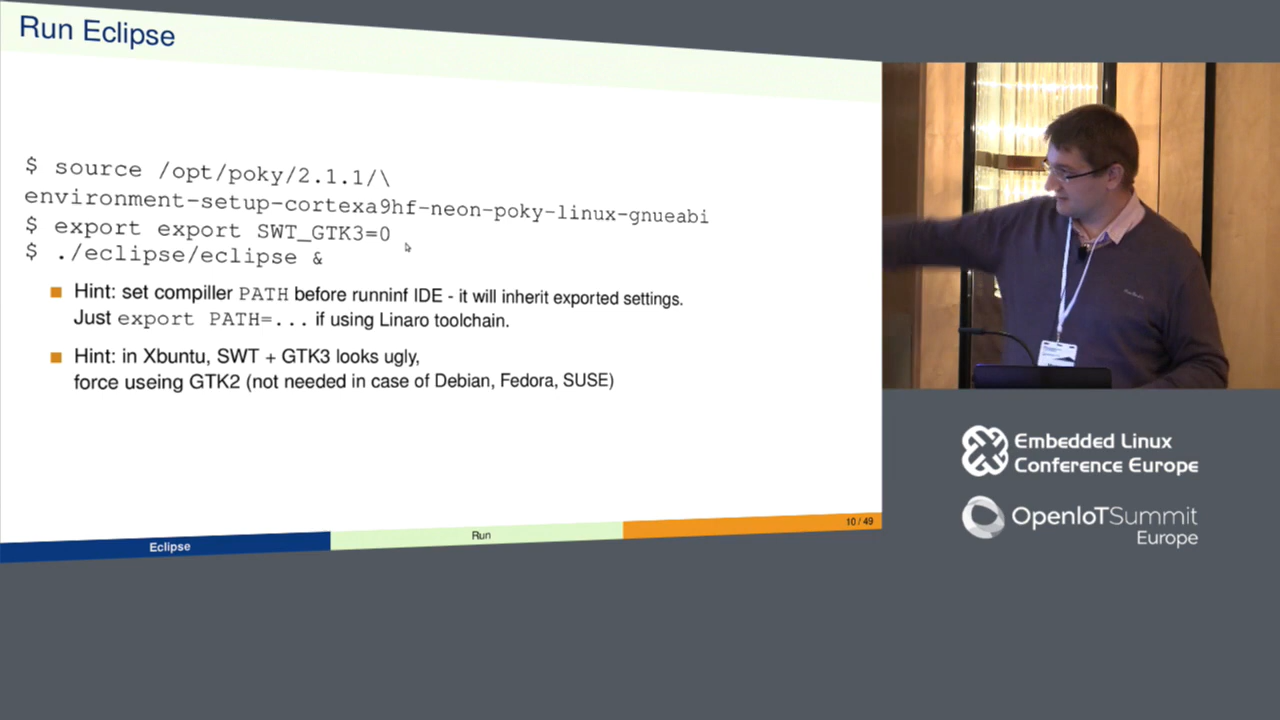 Run Eclipse
$ source /opt/poky/2.1.1/\
environment-setup-cortexa9hf-neon-poky-linux-gnueabi
$ export export SWT_GTK3=0
$ ./eclipse/eclipse &
Hint: set compiller PATH before runninf IDE - it will inherit exported settings.
Just export PATH=... if using Linaro toolchain.
Hint: in Xbuntu, SWT + GTK3 looks ugly,
force useing GTK2 (not needed in case of Debian, Fedora, SUSE)
Eclipse
Run
10 / 49
Embedded Linux
Conference Europe
OpenIoTSummit
Europe